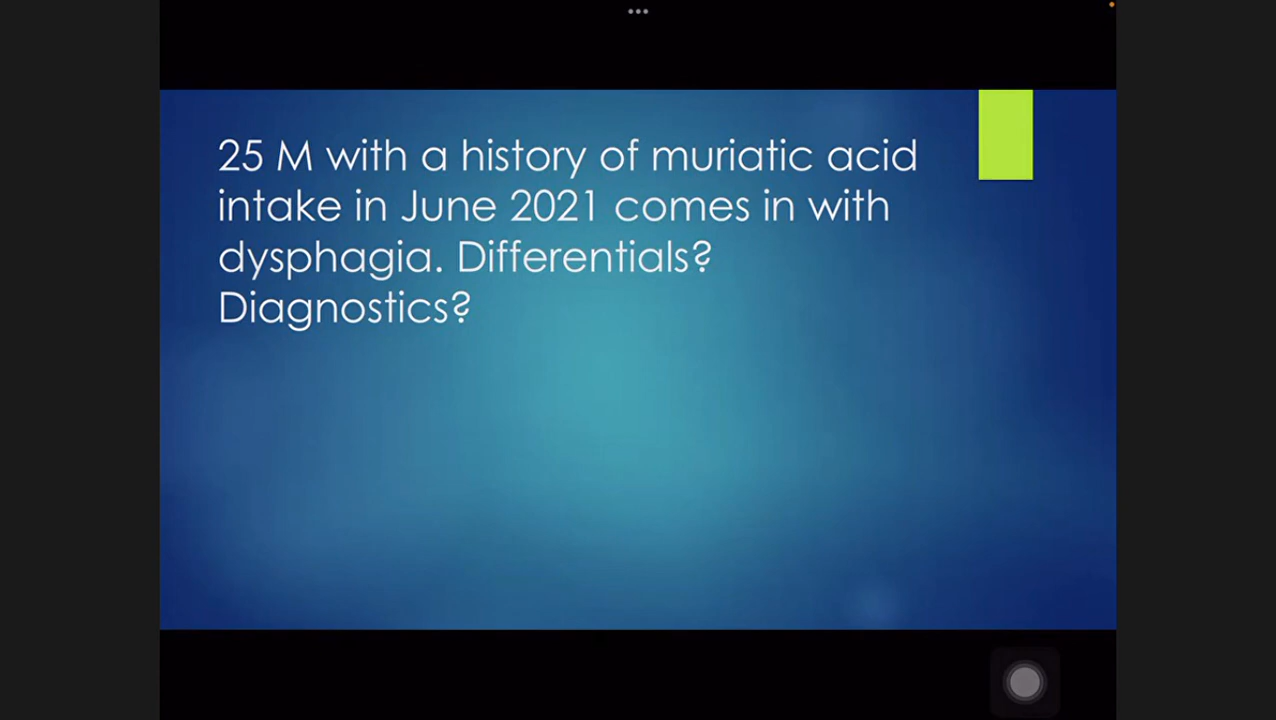 25 M with a history of muriatic acid
intake in June 2021 comes in with
dysphagia. Differentials?
Diagnostics?